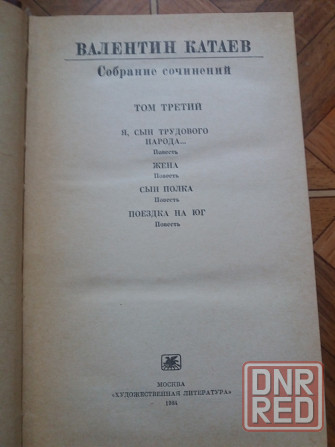 ВАЛЕНТИН КАТАЕВ
Собрание сочинений
ТОМ ТРЕТИЙ
Я, СЫН ТРУДОВОГО
НАРОДА...
Повесть
ЖЕНА
Повесть
СЫН ПОЛКА
Повесть
ПОЕЗДКА НА ЮГ
Повесть
МОСКВА
«ХУДОЖЕСТВЕННАЯ ЛИТЕРАТУРА»
1984
DNR
RED